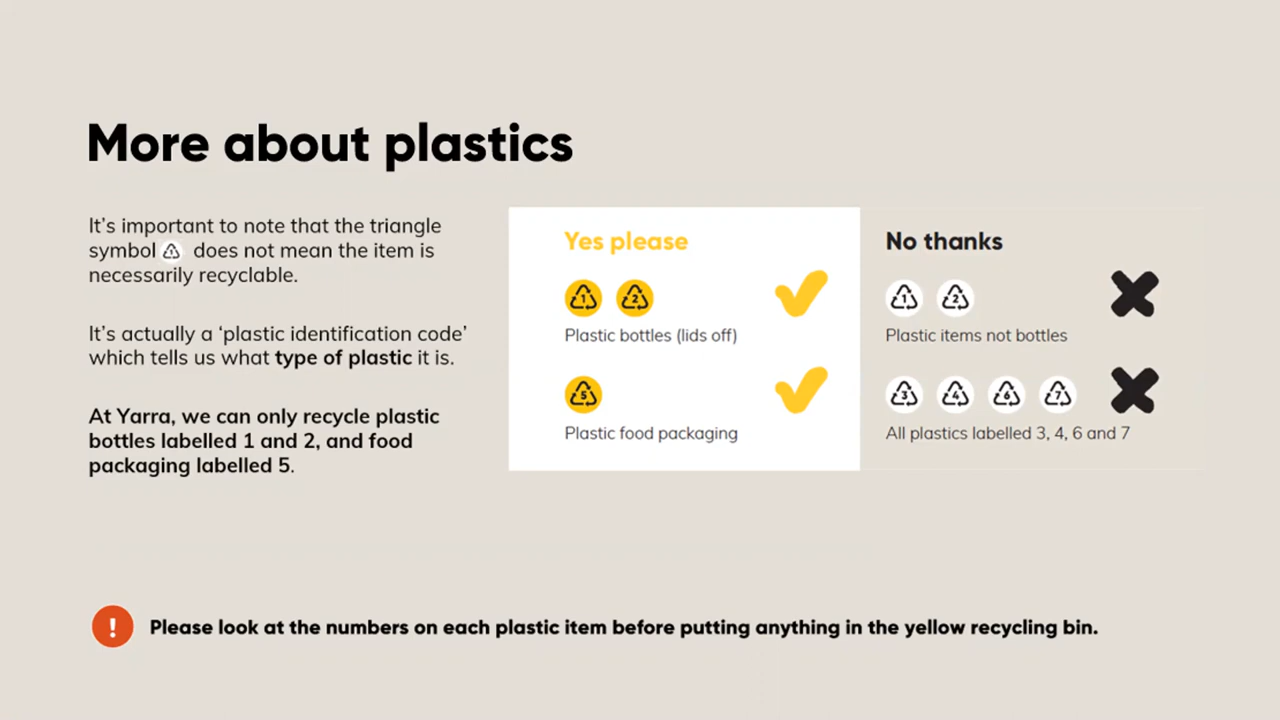 More about plastics
It's important to note that the triangle
symbol does not mean the item is
necessarily recyclable.
It's actually a 'plastic identification code'
which tells us what type of plastic it is.
At Yarra, we can only recycle plastic
bottles labelled 1 and 2, and food
packaging labelled 5.
Yes please
1 2
Plastic bottles (lids off)
5
Plastic food packaging
No thanks
1 2
Plastic items not bottles
3 4 6 7
All plastics labelled 3, 4, 6 and 7
! Please look at the numbers on each plastic item before putting anything in the yellow recycling bin.